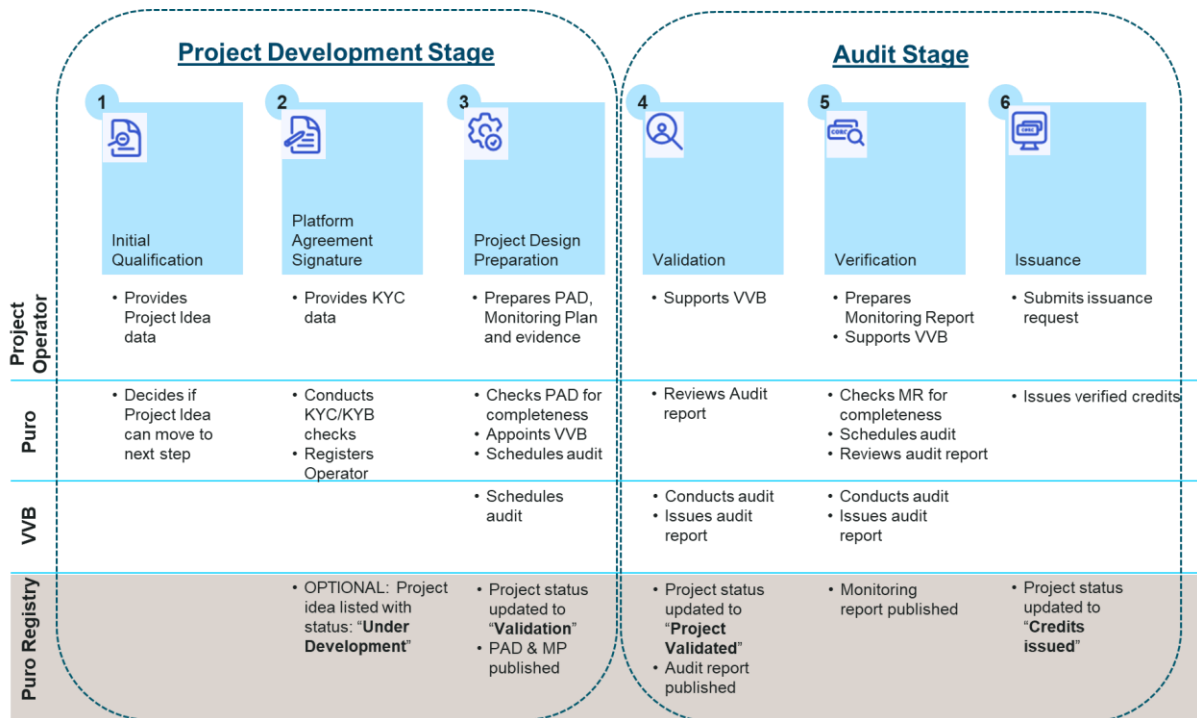 Project Development Stage
Audit Stage
1
2
3
4
5
6
CORC
CORC
Initial
Qualification
Platform
Agreement
Signature
Project Design
Preparation
Validation
Verification
Issuance
Project
Operator
• Provides
Project Idea
data
• Provides KYC
data
• Prepares PAD,
Monitoring Plan
and evidence
• Supports VVB
• Prepares
Monitoring Report
• Supports VVB
• Submits issuance
request
Puro
• Decides if
Project Idea
can move to
next step
• Conducts
KYC/KYB
checks
• Registers
Operator
• Checks PAD for
completeness
• Appoints VVB
• Schedules audit
• Reviews Audit
report
• Checks MR for
completeness
• Schedules audit
• Reviews audit report
• Issues verified credits
VVB
• Schedules
audit
• Conducts audit
• Issues audit
report
• Conducts audit
• Issues audit
report
Puro Registry
• OPTIONAL: Project
idea listed with
status: “Under
Development”
• Project status
updated to
“Validation”
• PAD & MP
published
• Project status
updated to
“Project
Validated”
• Audit report
published
• Monitoring
report published
• Project status
updated to
“Credits
issued”